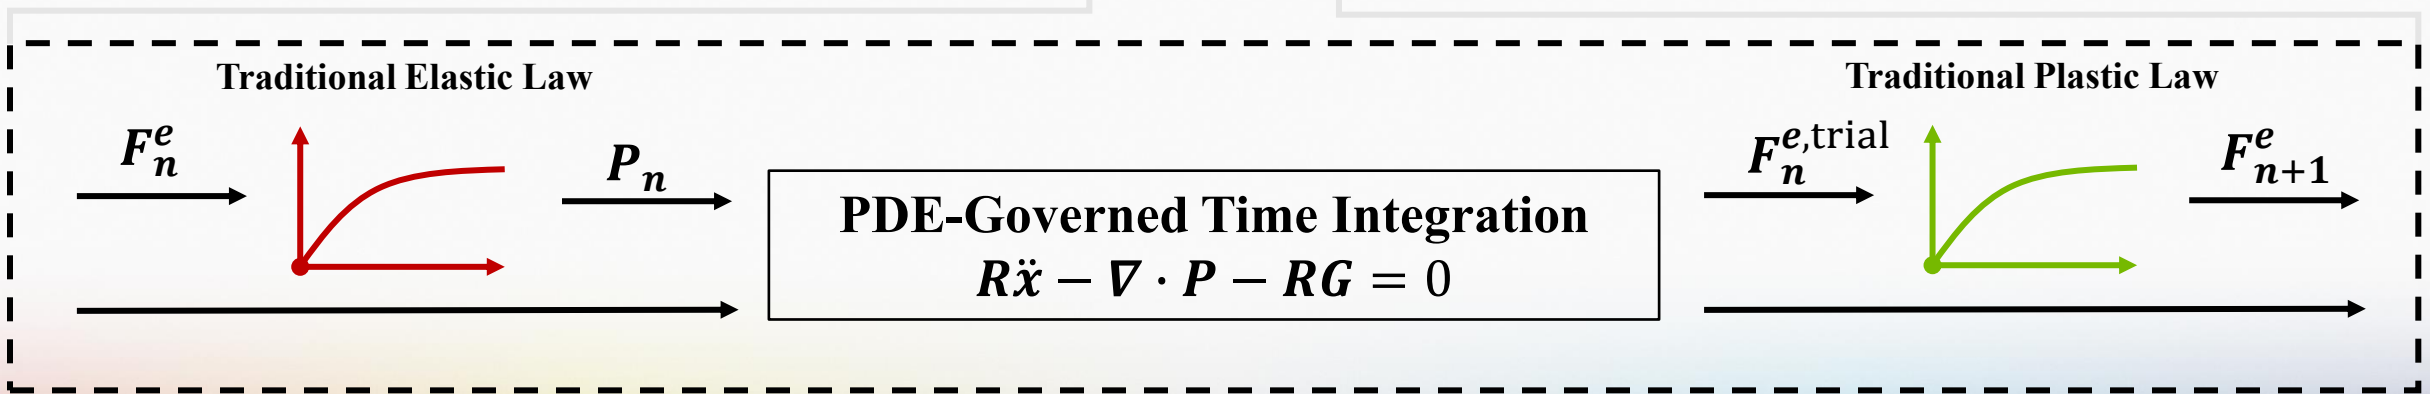 Traditional Elastic Law
F_n^e
P_n
PDE-Governed Time Integration
Rẍ − ∇ · P − RG = 0
Traditional Plastic Law
F_n^{e,trial}
F_{n+1}^e